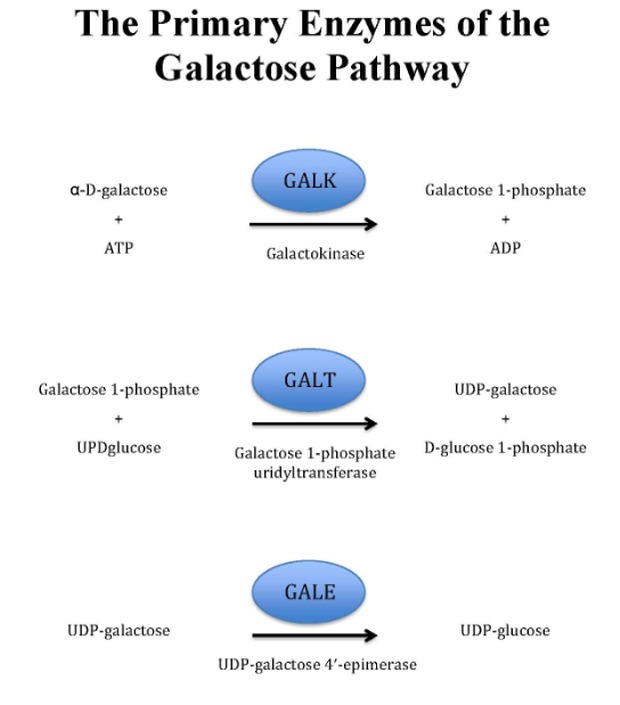 The Primary Enzymes of the
Galactose Pathway
GALK
α-D-galactose
+
ATP
Galactokinase
Galactose 1-phosphate
+
ADP
GALT
Galactose 1-phosphate
+
UPDglucose
Galactose 1-phosphate
uridyltransferase
UDP-galactose
+
D-glucose 1-phosphate
GALE
UDP-galactose
UDP-galactose 4′-epimerase
UDP-glucose